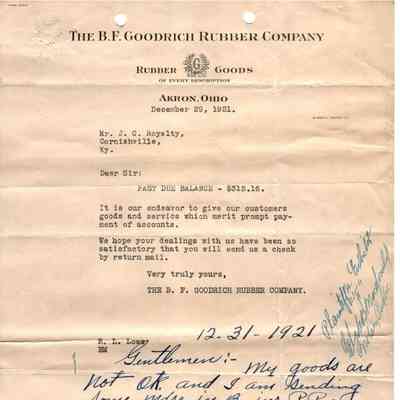 THE B.F. GOODRICH RUBBER COMPANY
RUBBER G GOODS
OF EVERY DESCRIPTION
AKRON, OHIO
December 29, 1921.
Mr. J. C. Royalty,
Cornishville,
Ky.
Dear Sir:
PAST DUE BALANCE - $315.16.
It is our endeavor to give our customers
goods and service which merit prompt pay-
ment of accounts.
We hope your dealings with us have been so
satisfactory that you will send us a check
by return mail.
Very truly yours,
THE B. F. GOODRICH RUBBER COMPANY.
R. L. Lowe
12-31-1921
Gentlemen:- My goods are
not OK and I am sending
some